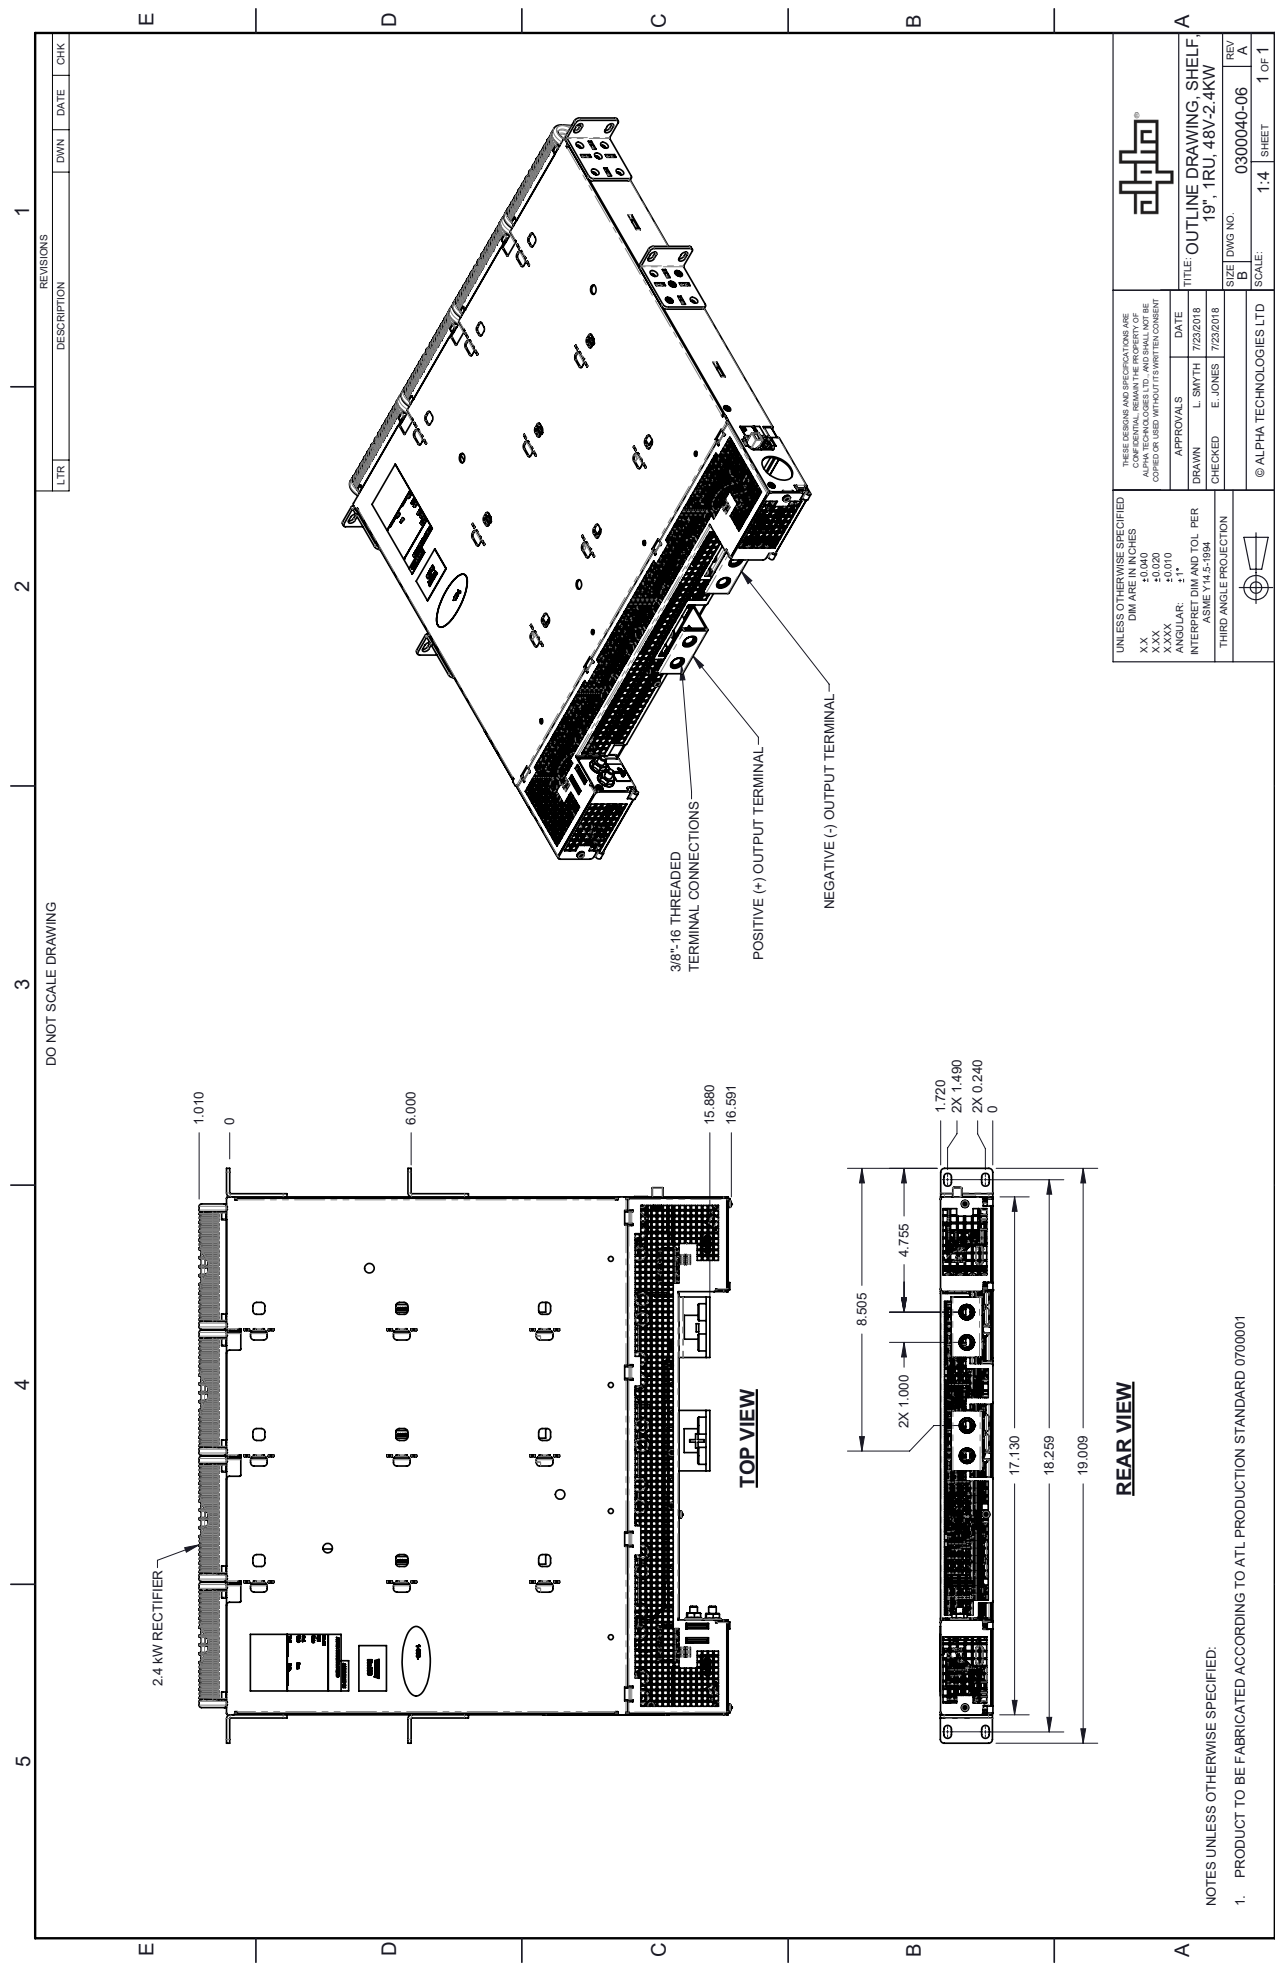 5
4
3
2
1
E
D
C
B
A
E
D
C
B
A
DO NOT SCALE DRAWING
REVISIONS
LTR
DESCRIPTION
DWN
DATE
CHK
2.4 kW RECTIFIER
1.010
0
6.000
15.880
16.591
TOP VIEW
3/8"-16 THREADED
TERMINAL CONNECTIONS
POSITIVE (+) OUTPUT TERMINAL
NEGATIVE (-) OUTPUT TERMINAL
8.505
4.755
2X 1.000
1.720
2X 1.490
2X 0.240
0
17.130
18.259
19.009
REAR VIEW
NOTES UNLESS OTHERWISE SPECIFIED:
1. PRODUCT TO BE FABRICATED ACCORDING TO ATL PRODUCTION STANDARD 0700001
UNLESS OTHERWISE SPECIFIED
DIM ARE IN INCHES
X.X ±0.040
X.XX ±0.020
X.XXX ±0.010
ANGULAR: ±1°
INTERPRET DIM AND TOL PER
ASME Y14.5-1994
THIRD ANGLE PROJECTION
THESE DESIGNS AND SPECIFICATIONS ARE
CONFIDENTIAL, REMAIN THE PROPERTY OF
ALPHA TECHNOLOGIES LTD., AND SHALL NOT BE
COPIED OR USED WITHOUT ITS WRITTEN CONSENT
APPROVALS
DATE
DRAWN L. SMYTH 7/23/2018
CHECKED E. JONES 7/23/2018
© ALPHA TECHNOLOGIES LTD
alpha®
TITLE: OUTLINE DRAWING, SHELF,
19", 1RU, 48V-2.4KW
SIZE
B
DWG NO.
0300040-06
REV
A
SCALE: 1:4
SHEET 1 OF 1